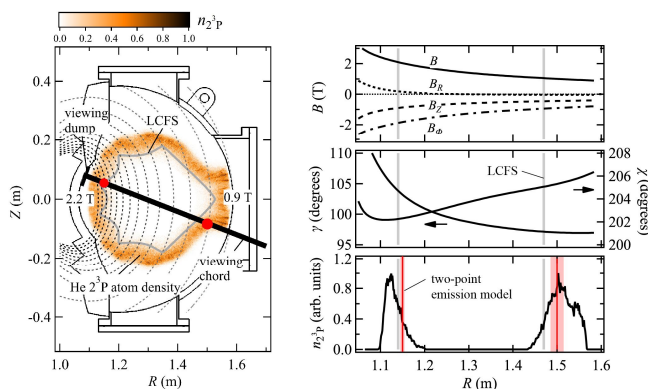 n₂³P
0.0 0.2 0.4 0.6 0.8 1.0
0.4
0.2
0.0
-0.2
-0.4
Z (m)
viewing
dump
LCFS
2.2 T
0.9 T
viewing
chord
He 2³P atom density
1.0 1.2 1.4 1.6
R (m)
2
0
-2
B (T)
B
B_R
B_Z
B_Φ
110
105
100
95
γ (degrees)
LCFS
208
206
204
202
200
χ (degrees)
1.2
0.8
0.4
0.0
n₂³P (arb. units)
two-point
emission model
1.1 1.2 1.3 1.4 1.5 1.6
R (m)